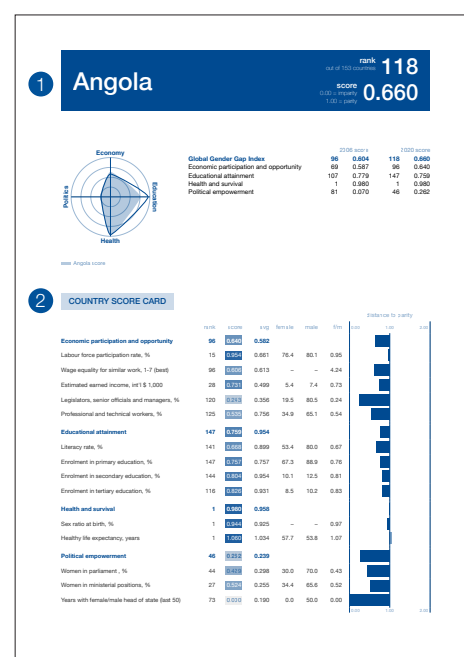 1
Angola
rank
out of 153 countries
118
score
0.00 = imparity
1.00 = parity
0.660
2006 score 2020 score
Global Gender Gap Index 96 0.604 118 0.660
Economic participation and opportunity 69 0.587 96 0.640
Educational attainment 107 0.779 147 0.759
Health and survival 1 0.980 1 0.980
Political empowerment 81 0.070 46 0.262
Economy
Politics
Education
Health
Angola score
2
COUNTRY SCORE CARD
Distance to parity
rank score avg female male f/m 0.00 1.00 2.00
Economic participation and opportunity 96 0.640 0.582
Labour force participation rate, % 15 0.954 0.661 76.4 80.1 0.95
Wage equality for similar work, 1-7 (best) 96 0.606 0.613 – – 4.24
Estimated earned income, int'l $ 1,000 28 0.731 0.499 5.4 7.4 0.73
Legislators, senior officials and managers, % 120 0.243 0.356 19.5 80.5 0.24
Professional and technical workers, % 125 0.535 0.756 34.9 65.1 0.54
Educational attainment 147 0.759 0.954
Literacy rate, % 141 0.666 0.899 53.4 80.0 0.67
Enrolment in primary education, % 147 0.757 0.757 67.3 88.9 0.76
Enrolment in secondary education, % 144 0.804 0.954 10.1 12.5 0.81
Enrolment in tertiary education, % 116 0.826 0.931 8.5 10.2 0.83
Health and survival 1 0.980 0.958
Sex ratio at birth, % 1 0.944 0.925 – – 0.97
Healthy life expectancy, years 1 1.060 1.034 57.7 53.8 1.07
Political empowerment 46 0.239
Women in parliament , % 44 0.429 0.298 30.0 70.0 0.43
Women in ministerial positions, % 27 0.524 0.255 34.4 65.6 0.52
Years with female/male head of state (last 50) 73 0.000 0.190 0.0 50.0 0.00
0.00 1.00 2.00